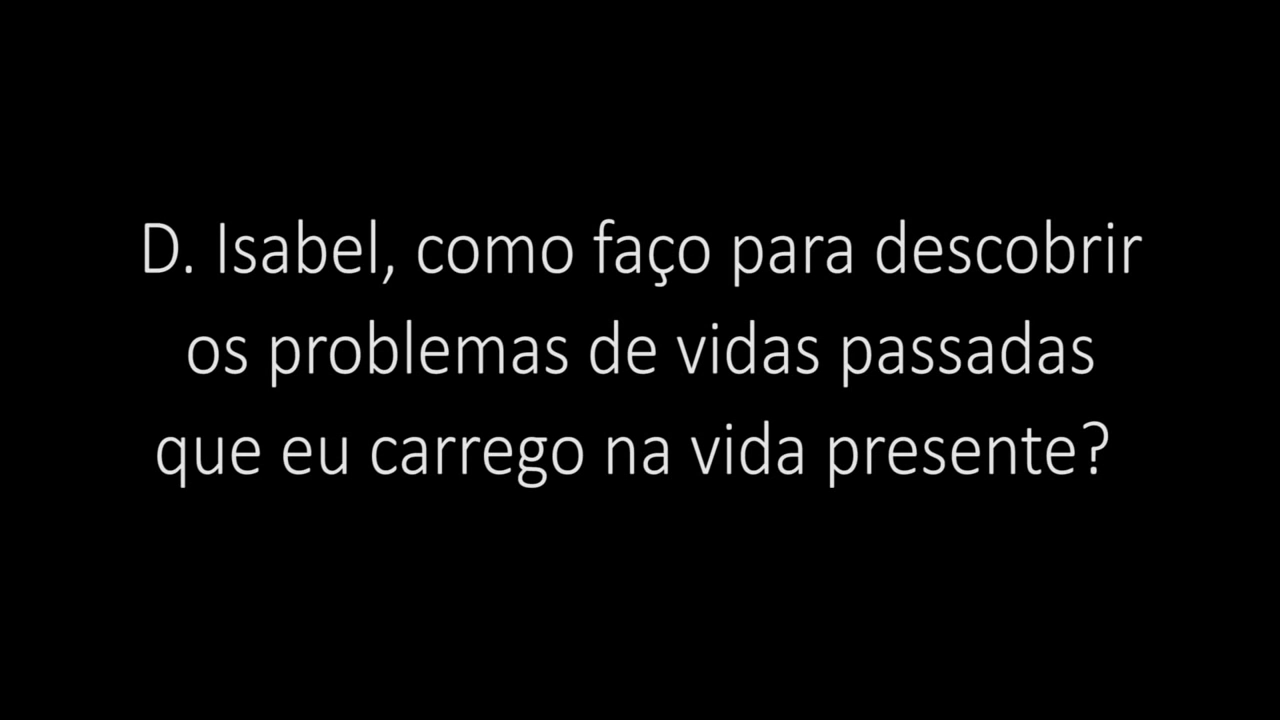 D. Isabel, como faço para descobrir
os problemas de vidas passadas
que eu carrego na vida presente?